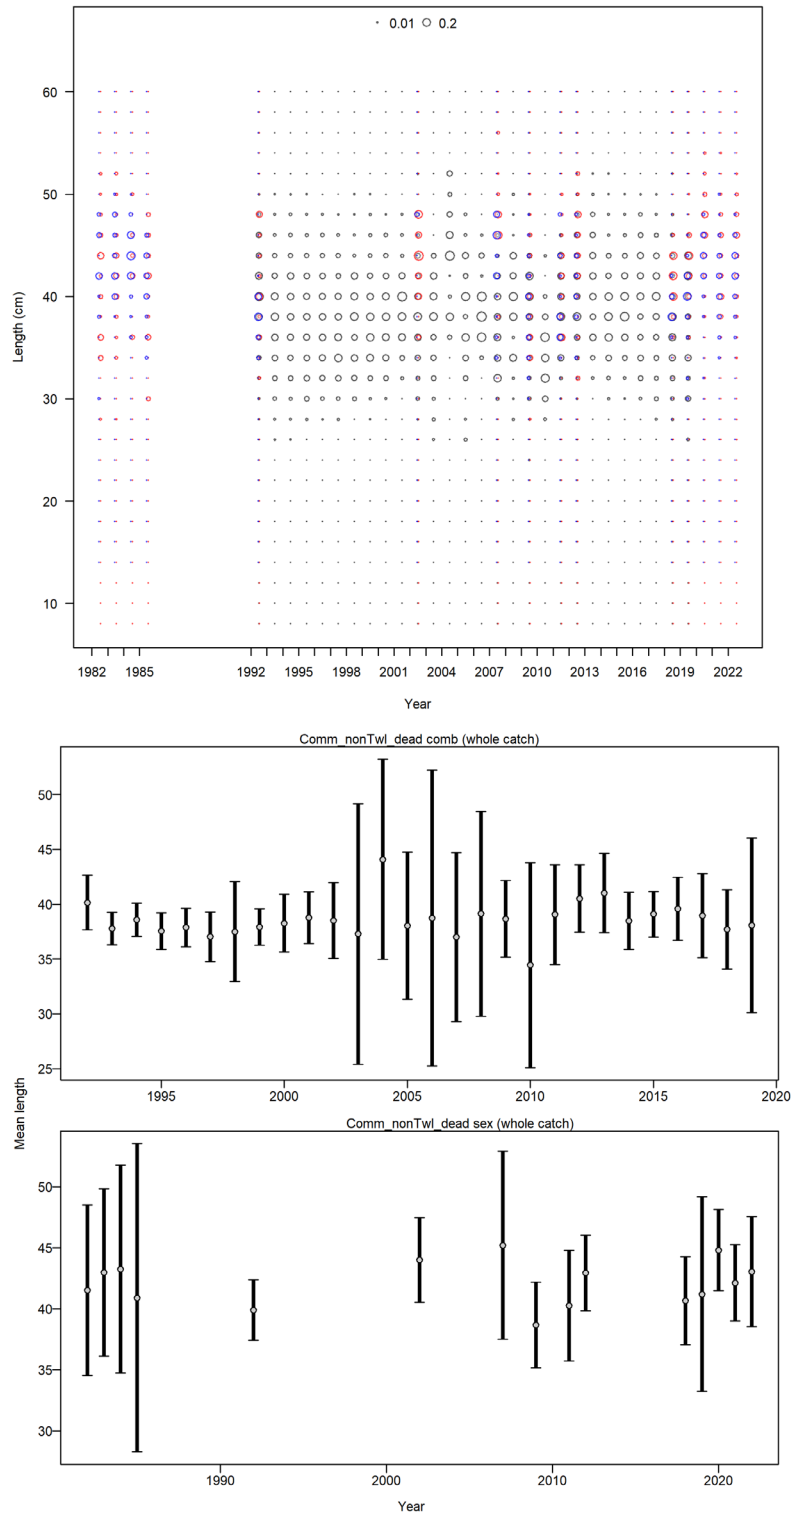 0.01 0.2
60
50
40
30
20
10
Length (cm)
1982 1985 1992 1995 1998 2001 2004 2007 2010 2013 2016 2019 2022
Year
Comm_nonTwl_dead comb (whole catch)
50
45
40
35
30
25
1995 2000 2005 2010 2015 2020
Mean length
Comm_nonTwl_dead sex (whole catch)
50
45
40
35
30
1990 2000 2010 2020
Year